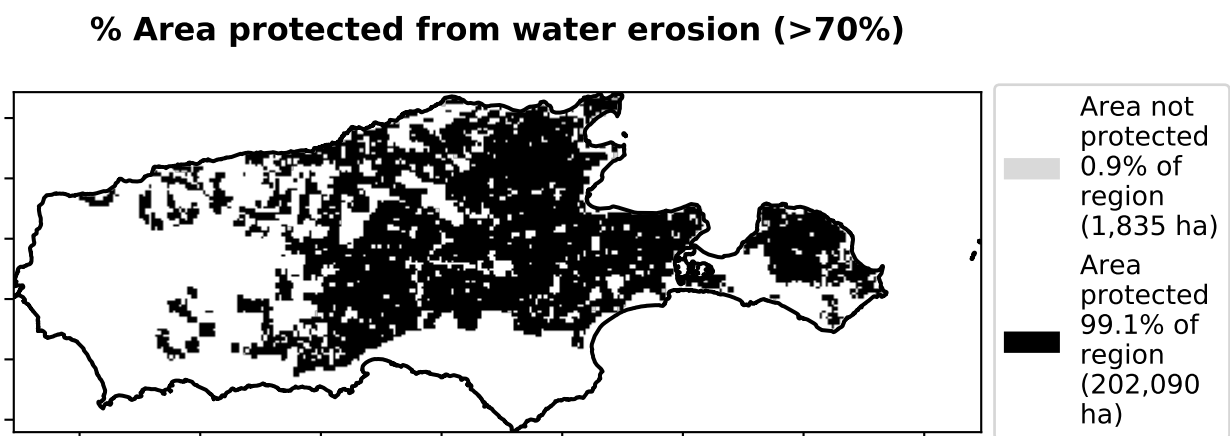 % Area protected from water erosion (>70%)
Area not
protected
0.9% of
region
(1,835 ha)
Area
protected
99.1% of
region
(202,090
ha)